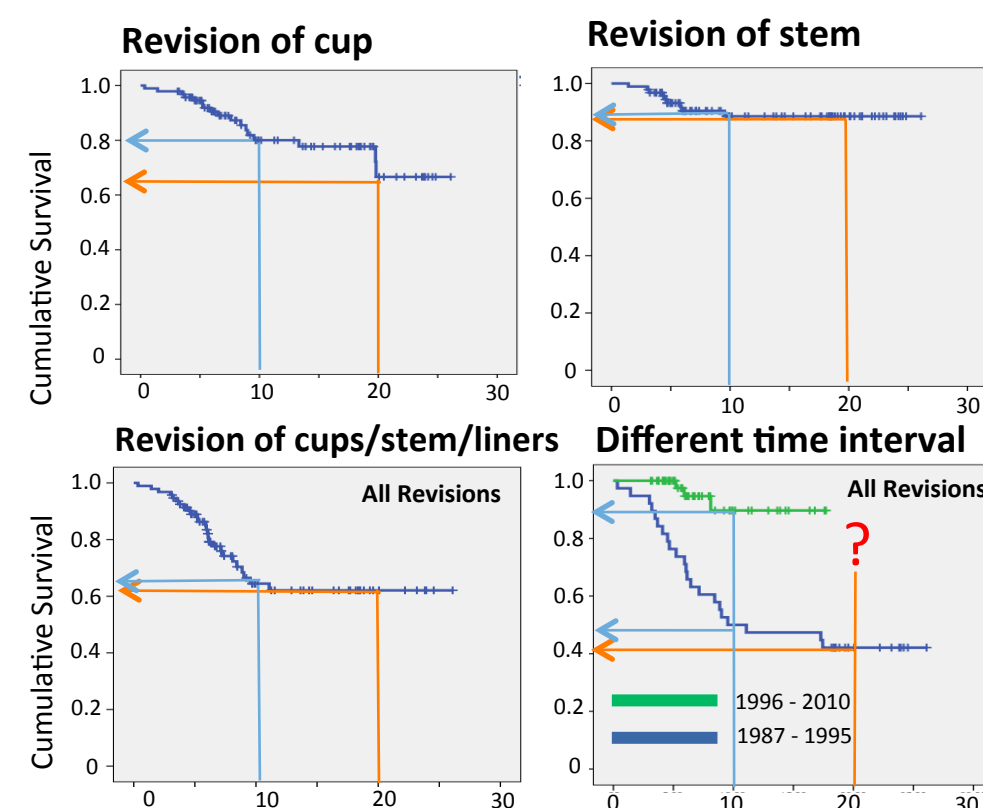 Revision of cup
Cumulative Survival
1.0
0.8
0.6
0.4
0.2
0
0 10 20 30
Revision of stem
1.0
0.8
0.6
0.4
0.2
0
0 10 20 30
Revision of cups/stem/liners
All Revisions
Cumulative Survival
1.0
0.8
0.6
0.4
0.2
0
0 10 20 30
Different time interval
All Revisions
?
1.0
0.8
0.6
0.4
0.2
0
1996 - 2010
1987 - 1995
0 10 20 30